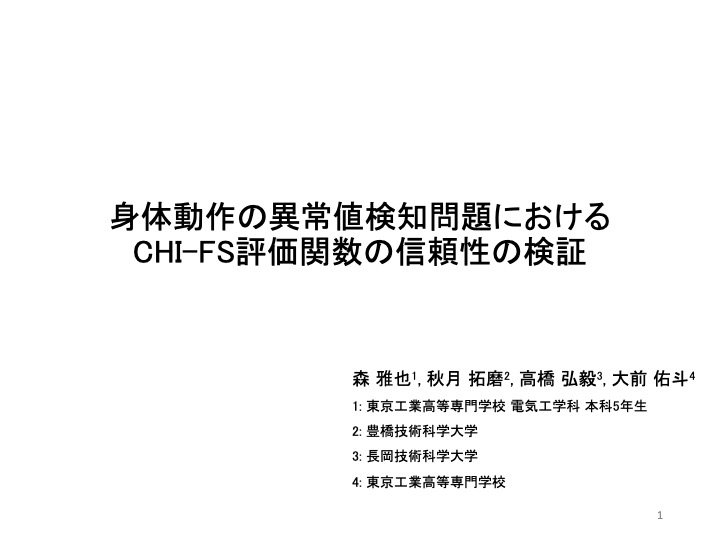 身体動作の異常値検知問題における
CHI-FS評価関数の信頼性の検証
森 雅也1, 秋月 拓磨2, 高橋 弘毅3, 大前 佑斗4
1: 東京工業高等専門学校 電気工学科 本科5年生
2: 豊橋技術科学大学
3: 長岡技術科学大学
4: 東京工業高等専門学校
1